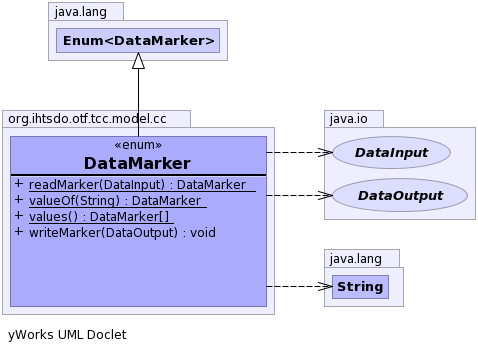 java.lang
Enum<DataMarker>
org.ihtsdo.otf.tcc.model.cc
«enum»
DataMarker
+ readMarker(DataInput) : DataMarker
+ valueOf(String) : DataMarker
+ values() : DataMarker[]
+ writeMarker(DataOutput) : void
java.io
DataInput
DataOutput
java.lang
String
yWorks UML Doclet